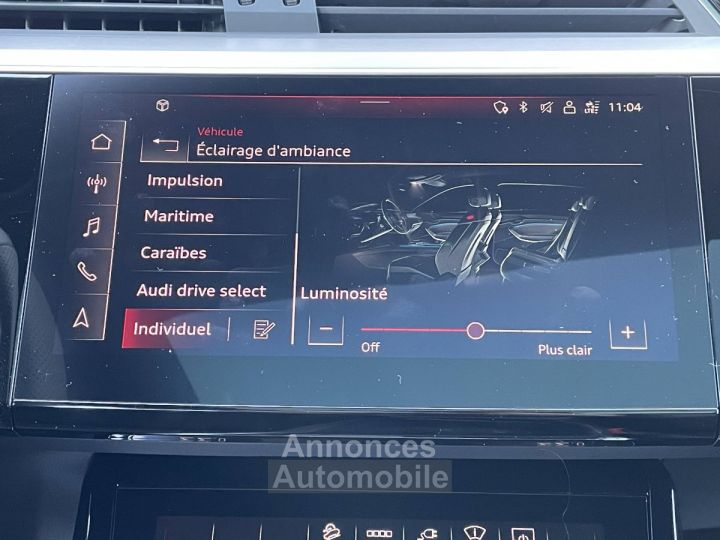 11:04
Véhicule
Éclairage d'ambiance
Impulsion
Maritime
Caraïbes
Audi drive select
Individuel
Luminosité
Off
Plus clair
Annonces
Automobile